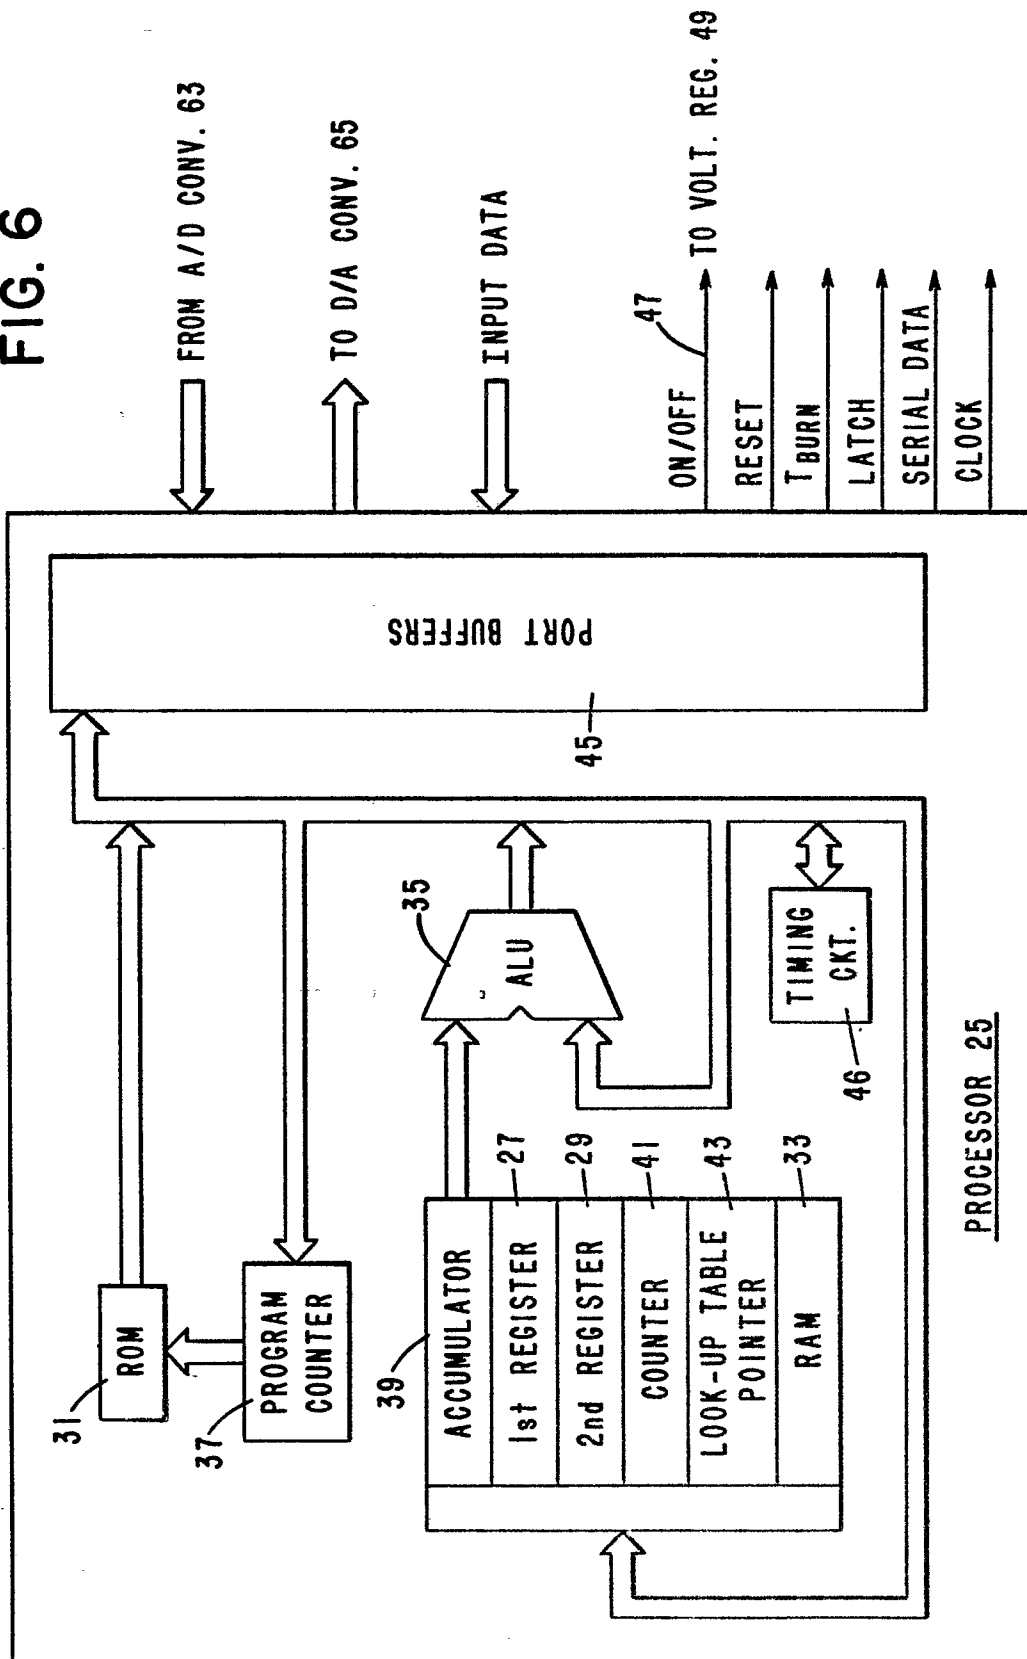 FIG. 6
FROM A/D CONV. 63
TO D/A CONV. 65
INPUT DATA
47
ON/OFF
TO VOLT. REG. 49
RESET
TBURN
LATCH
SERIAL DATA
CLOCK
PORT BUFFERS
45
31
ROM
37
PROGRAM
COUNTER
35
ALU
39
ACCUMULATOR
1st REGISTER
27
2nd REGISTER
29
COUNTER
41
LOOK-UP TABLE
POINTER
43
RAM
33
TIMING
CKT.
46
PROCESSOR 25